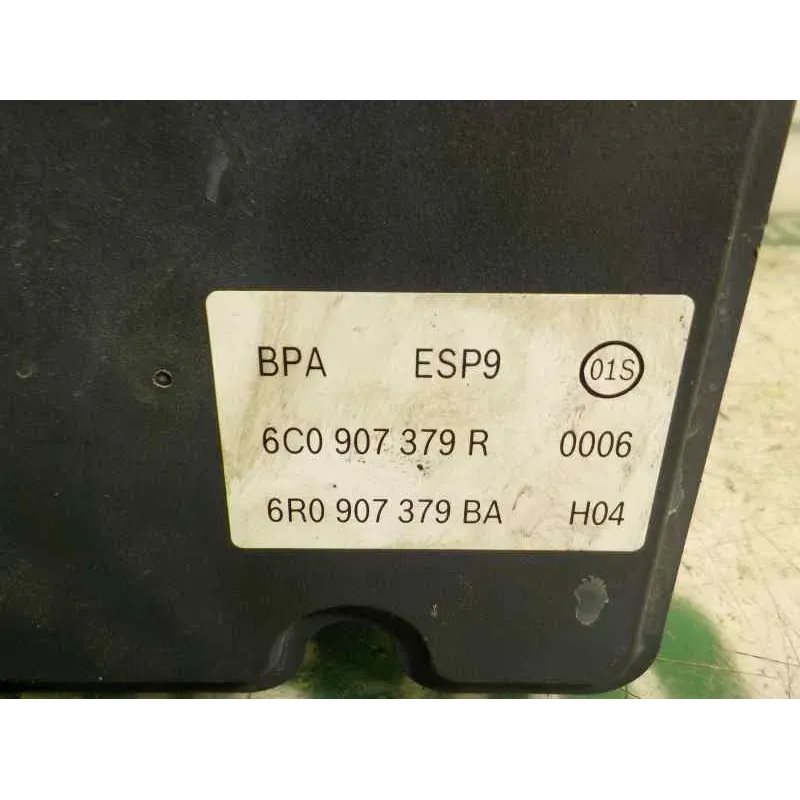 BPA ESP9 01S
6C0 907 379 R 0006
6R0 907 379 BA H04